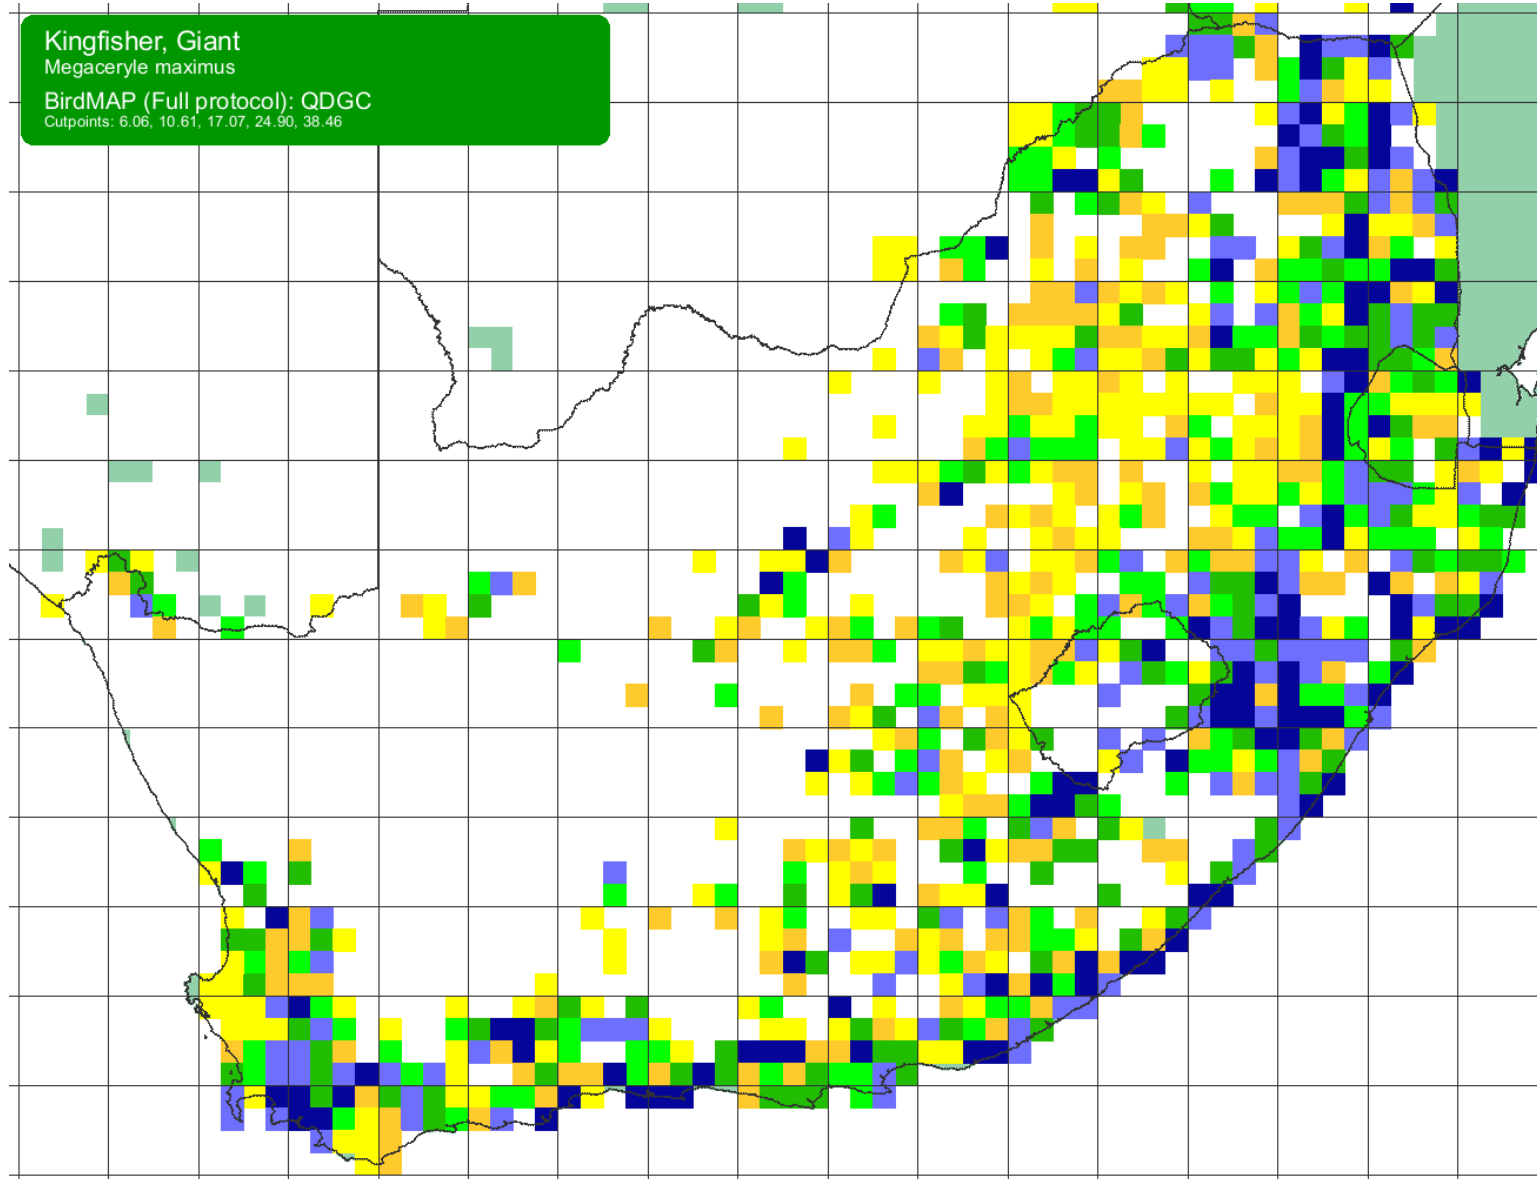 Kingfisher, Giant
Megaceryle maximus
BirdMAP (Full protocol): QDGC
Cutpoints: 6.06, 10.61, 17.07, 24.90, 38.46